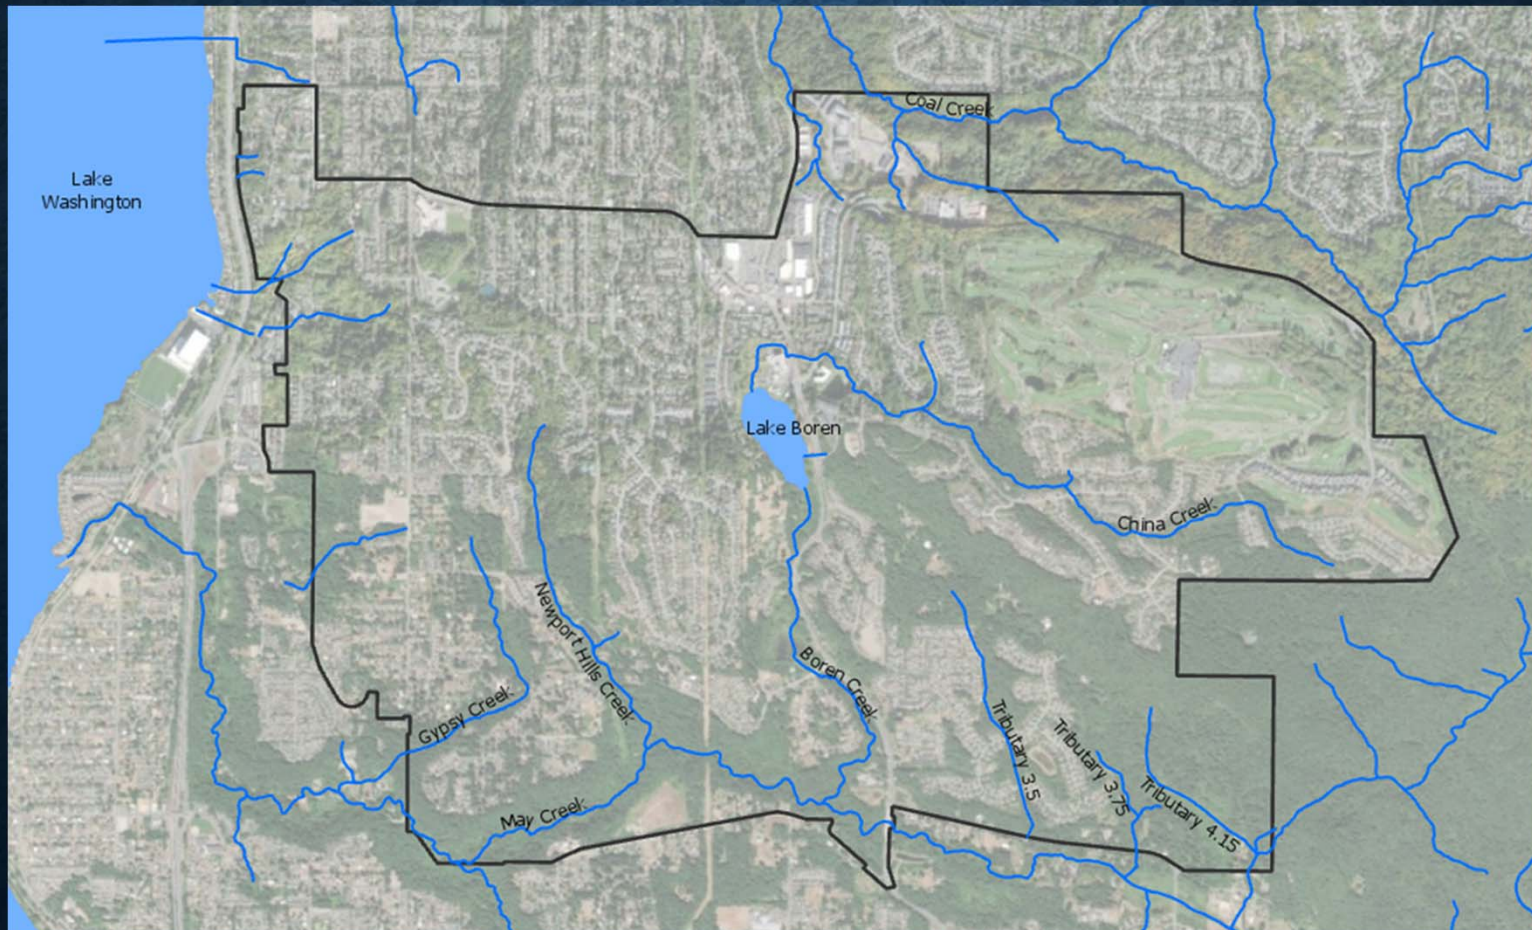 Coal Creek
Lake
Washington
Lake Boren
China Creek
Newport Hills Creek
Boren Creek
Gypsy Creek
Tributary 3.5
Tributary 3.75
Tributary 4.15
May Creek